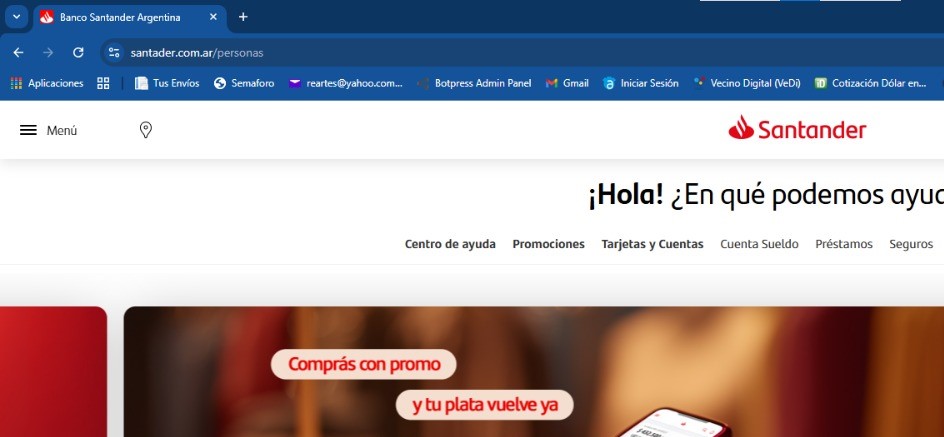 Banco Santander Argentina
santader.com.ar/personas
Aplicaciones Tus Envíos Semaforo reartes@yahoo.com... Botpress Admin Panel Gmail Iniciar Sesión Vecino Digital (VeDi) Cotización Dólar en...
Menú Santander
¡Hola! ¿En qué podemos ayud
Centro de ayuda Promociones Tarjetas y Cuentas Cuenta Sueldo Préstamos Seguros
Comprás con promo
y tu plata vuelve ya